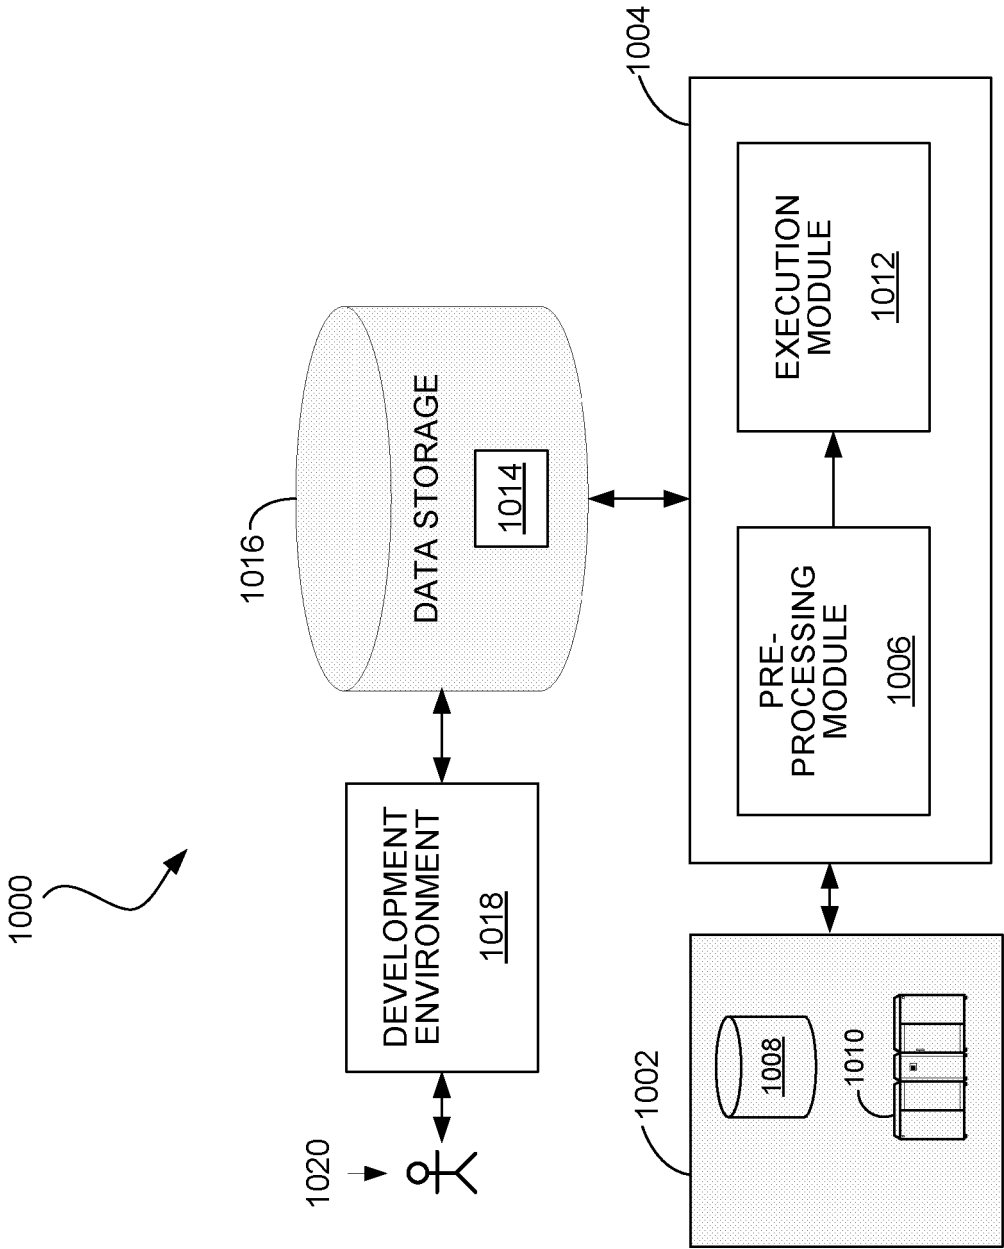 1000
1020
DEVELOPMENT
ENVIRONMENT
1018
1016
DATA STORAGE
1014
1002
1008
1010
1004
PRE-
PROCESSING
MODULE
1006
EXECUTION
MODULE
1012